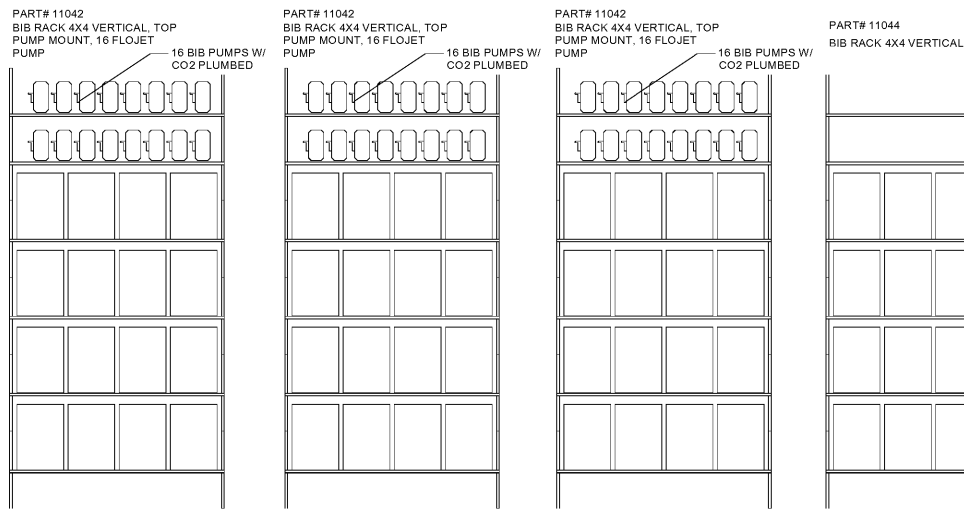 PART# 11042
BIB RACK 4X4 VERTICAL, TOP
PUMP MOUNT, 16 FLOJET
PUMP
16 BIB PUMPS W/
CO2 PLUMBED
PART# 11042
BIB RACK 4X4 VERTICAL, TOP
PUMP MOUNT, 16 FLOJET
PUMP
16 BIB PUMPS W/
CO2 PLUMBED
PART# 11042
BIB RACK 4X4 VERTICAL, TOP
PUMP MOUNT, 16 FLOJET
PUMP
16 BIB PUMPS W/
CO2 PLUMBED
PART# 11044
BIB RACK 4X4 VERTICAL